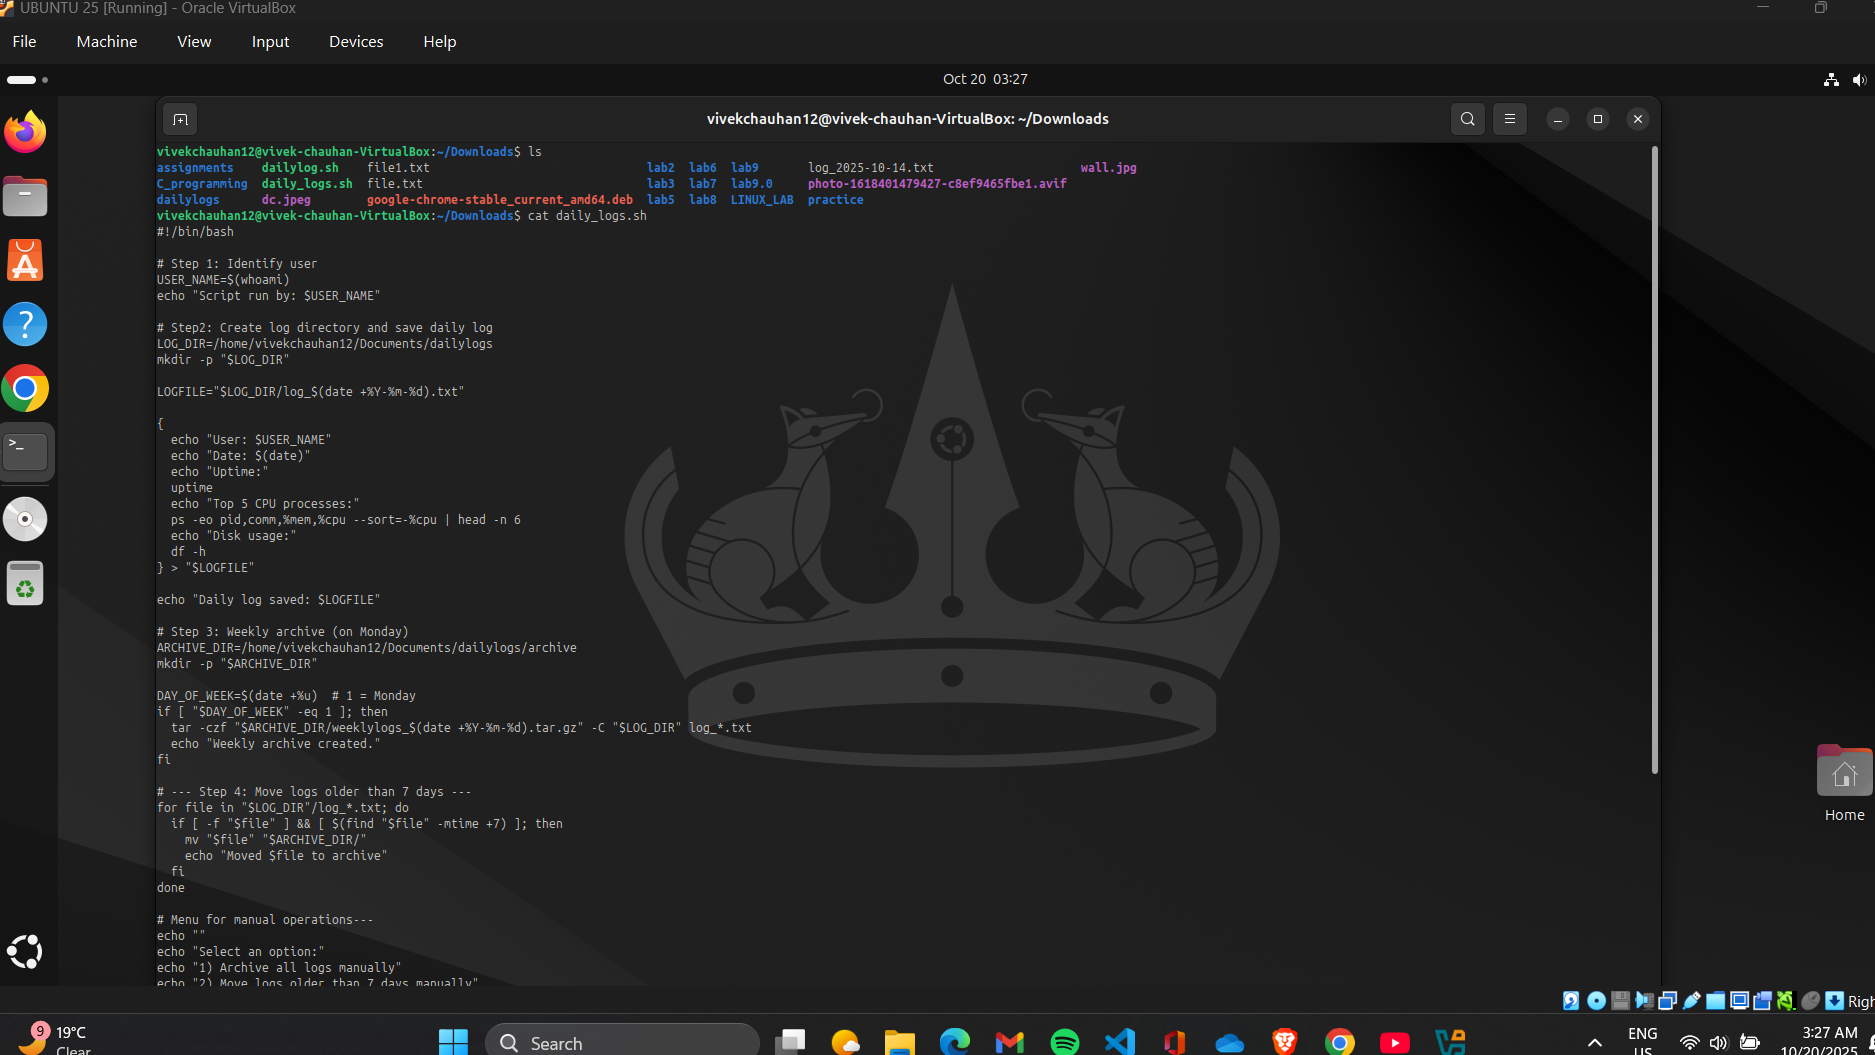 UBUNTU 25 [Running] - Oracle VirtualBox
File Machine View Input Devices Help
Oct 20 03:27
vivekchauhan12@vivek-chauhan-VirtualBox: ~/Downloads
vivekchauhan12@vivek-chauhan-VirtualBox:~/Downloads$ ls
assignments dailylog.sh file1.txt lab2 lab6 lab9 log_2025-10-14.txt wall.jpg
C_programming daily_logs.sh file.txt lab3 lab7 lab9.0 photo-1618401479427-c8ef9465fbe1.avif
dailylogs dc.jpeg google-chrome-stable_current_amd64.deb lab5 lab8 LINUX_LAB practice
vivekchauhan12@vivek-chauhan-VirtualBox:~/Downloads$ cat daily_logs.sh
#!/bin/bash

# Step 1: Identify user
USER_NAME=$(whoami)
echo "Script run by: $USER_NAME"

# Step2: Create log directory and save daily log
LOG_DIR=/home/vivekchauhan12/Documents/dailylogs
mkdir -p "$LOG_DIR"

LOGFILE="$LOG_DIR/log_$(date +%Y-%m-%d).txt"

{
  echo "User: $USER_NAME"
  echo "Date: $(date)"
  echo "Uptime:"
  uptime
  echo "Top 5 CPU processes:"
  ps -eo pid,comm,%mem,%cpu --sort=-%cpu | head -n 6
  echo "Disk usage:"
  df -h
} > "$LOGFILE"

echo "Daily log saved: $LOGFILE"

# Step 3: Weekly archive (on Monday)
ARCHIVE_DIR=/home/vivekchauhan12/Documents/dailylogs/archive
mkdir -p "$ARCHIVE_DIR"

DAY_OF_WEEK=$(date +%u)  # 1 = Monday
if [ "$DAY_OF_WEEK" -eq 1 ]; then
  tar -czf "$ARCHIVE_DIR/weeklylogs_$(date +%Y-%m-%d).tar.gz" -C "$LOG_DIR" log_*.txt
  echo "Weekly archive created."
fi

# --- Step 4: Move logs older than 7 days ---
for file in "$LOG_DIR"/log_*.txt; do
  if [ -f "$file" ] && [ $(find "$file" -mtime +7) ]; then
    mv "$file" "$ARCHIVE_DIR/"
    echo "Moved $file to archive"
  fi
done

# Menu for manual operations---
echo ""
echo "Select an option:"
echo "1) Archive all logs manually"
echo "2) Move logs older than 7 days manually"
Home
Righ
9
19°C
Clear
Search
ENG
US
3:27 AM
10/20/2025